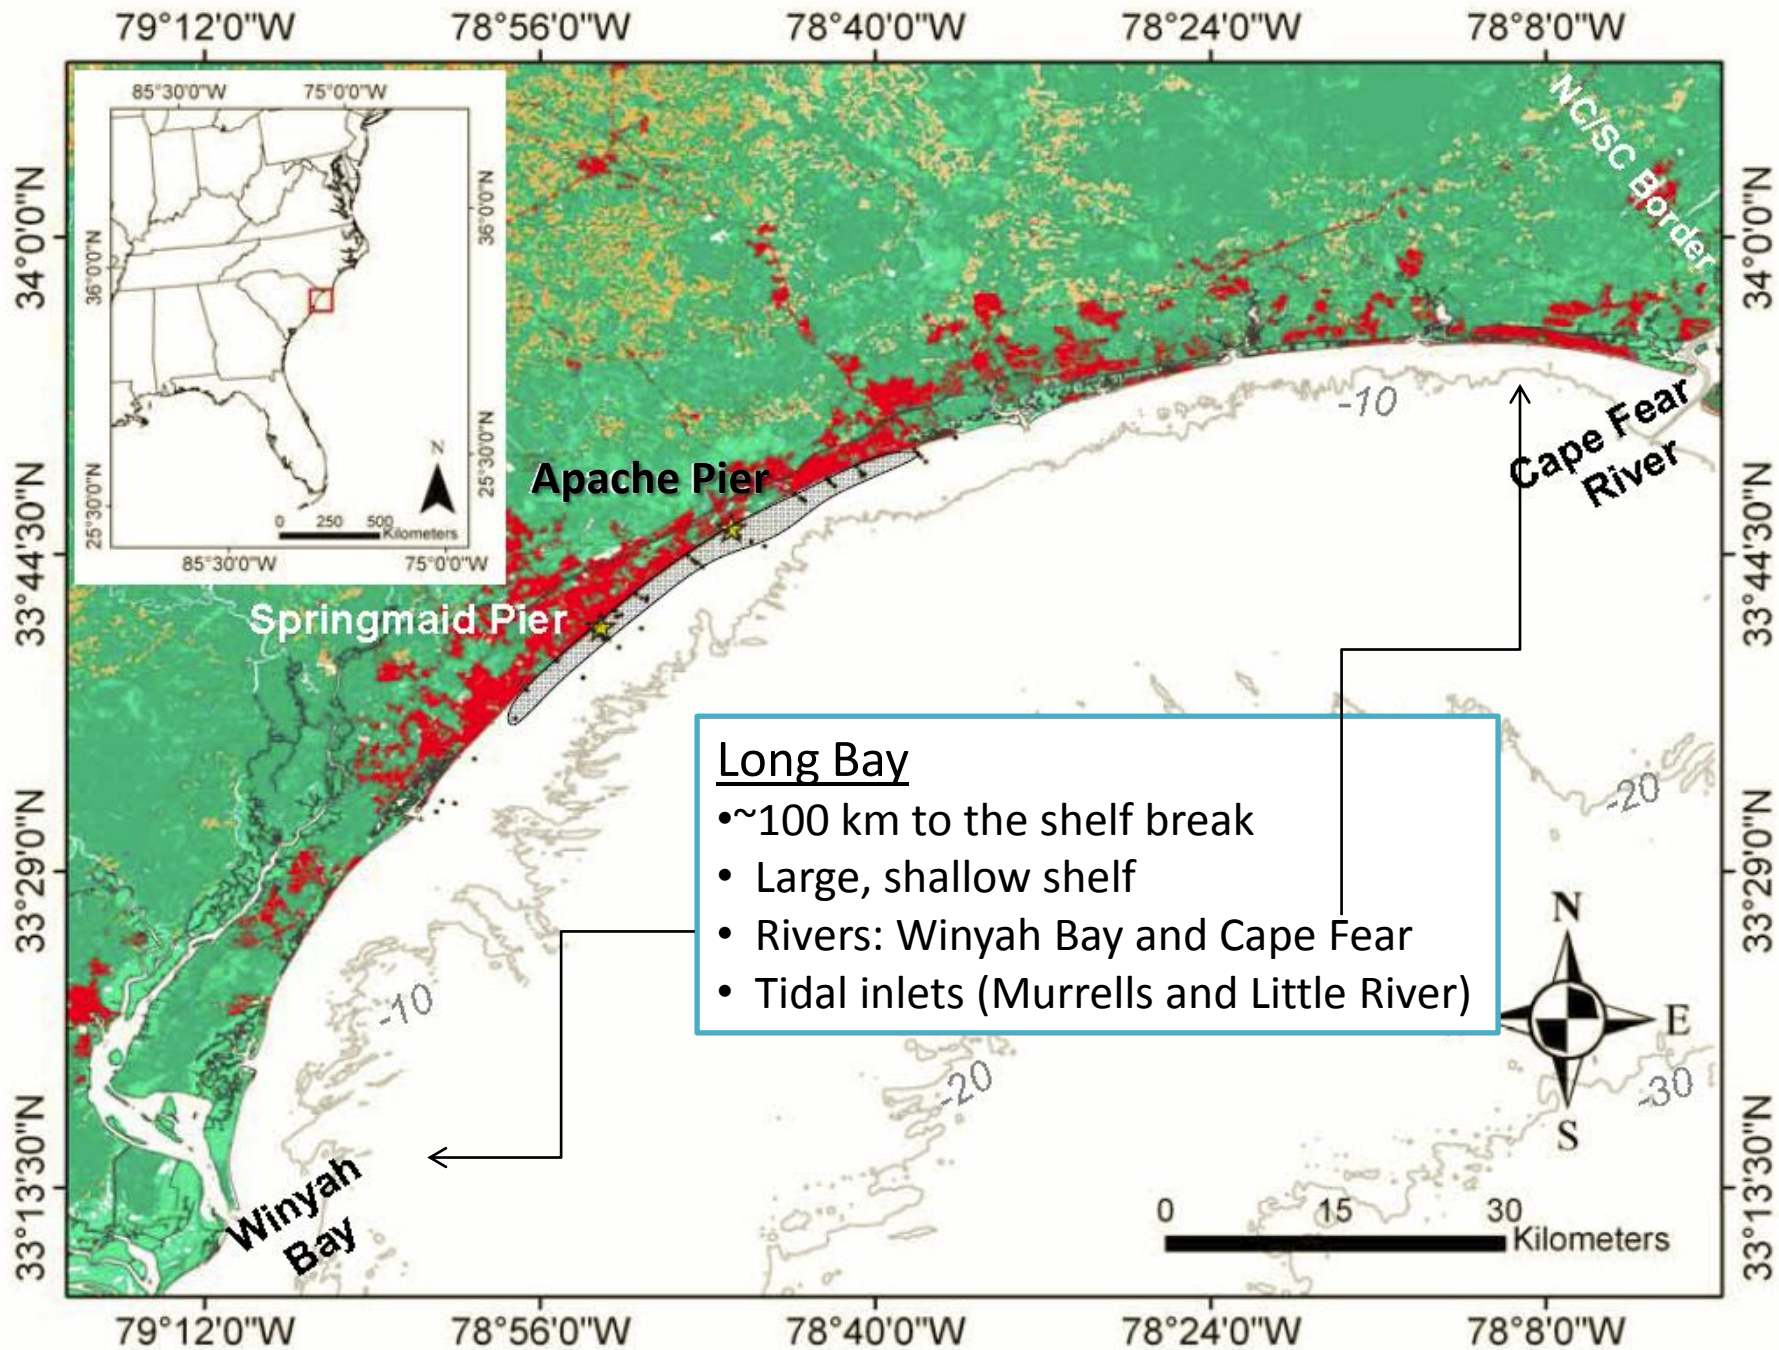 79°12'0"W 78°56'0"W 78°40'0"W 78°24'0"W 78°8'0"W
85°30'0"W 75°0'0"W
36°0'0"N
36°0'0"N
25°30'0"N
25°30'0"N
N
0 250 500
Kilometers
85°30'0"W 75°0'0"W
NC/SC Border
34°0'0"N
34°0'0"N
-10
Cape Fear
River
Apache Pier
33°44'30"N
33°44'30"N
Springmaid Pier
Long Bay
•~100 km to the shelf break
• Large, shallow shelf
• Rivers: Winyah Bay and Cape Fear
• Tidal inlets (Murrells and Little River)
-20
33°29'0"N
33°29'0"N
N
E
S
-10
-20
-30
33°13'30"N
33°13'30"N
Winyah
Bay
0 15 30
Kilometers
79°12'0"W 78°56'0"W 78°40'0"W 78°24'0"W 78°8'0"W